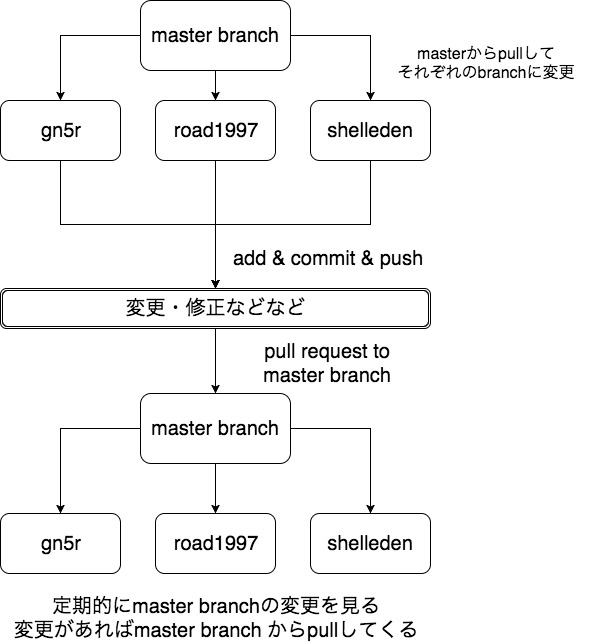 master branch
masterからpullして
それぞれのbranchに変更
gn5r
road1997
shelleden
add & commit & push
変更・修正などなど
pull request to
master branch
master branch
gn5r
road1997
shelleden
定期的にmaster branchの変更を見る
変更があればmaster branch からpullしてくる